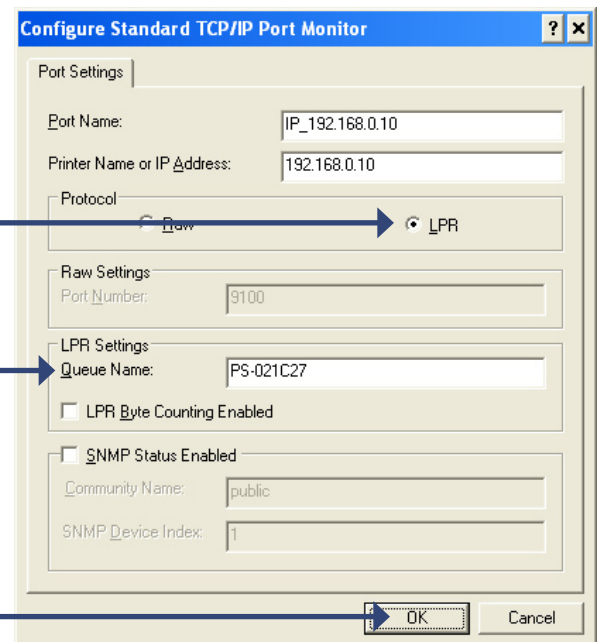 Configure Standard TCP/IP Port Monitor
Port Settings
Port Name: IP_192.168.0.10
Printer Name or IP Address: 192.168.0.10
Protocol
Raw LPR
Raw Settings
Port Number: 9100
LPR Settings
Queue Name: PS-021C27
LPR Byte Counting Enabled
SNMP Status Enabled
Community Name: public
SNMP Device Index: 1
OK Cancel